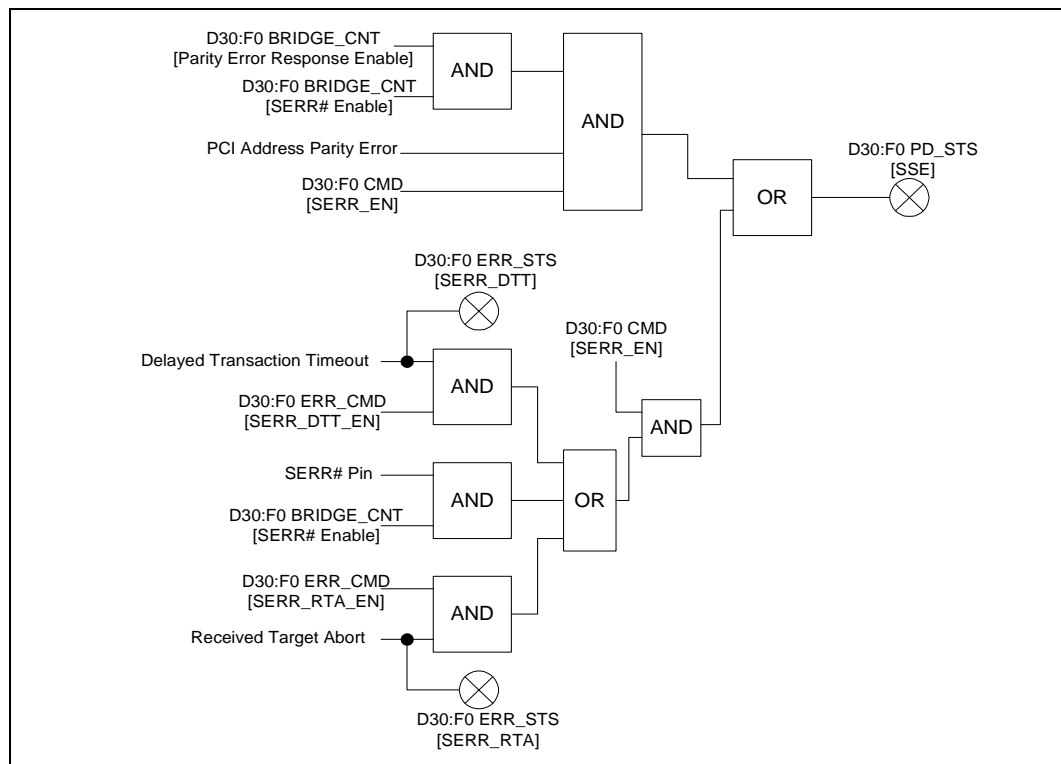 D30:F0 BRIDGE_CNT
[Parity Error Response Enable]
AND
D30:F0 BRIDGE_CNT
[SERR# Enable]
AND
PCI Address Parity Error
D30:F0 CMD
[SERR_EN]
OR
D30:F0 PD_STS
[SSE]
D30:F0 ERR_STS
[SERR_DTT]
Delayed Transaction Timeout
AND
D30:F0 ERR_CMD
[SERR_DTT_EN]
D30:F0 CMD
[SERR_EN]
AND
SERR# Pin
AND
D30:F0 BRIDGE_CNT
[SERR# Enable]
OR
D30:F0 ERR_CMD
[SERR_RTA_EN]
AND
Received Target Abort
D30:F0 ERR_STS
[SERR_RTA]